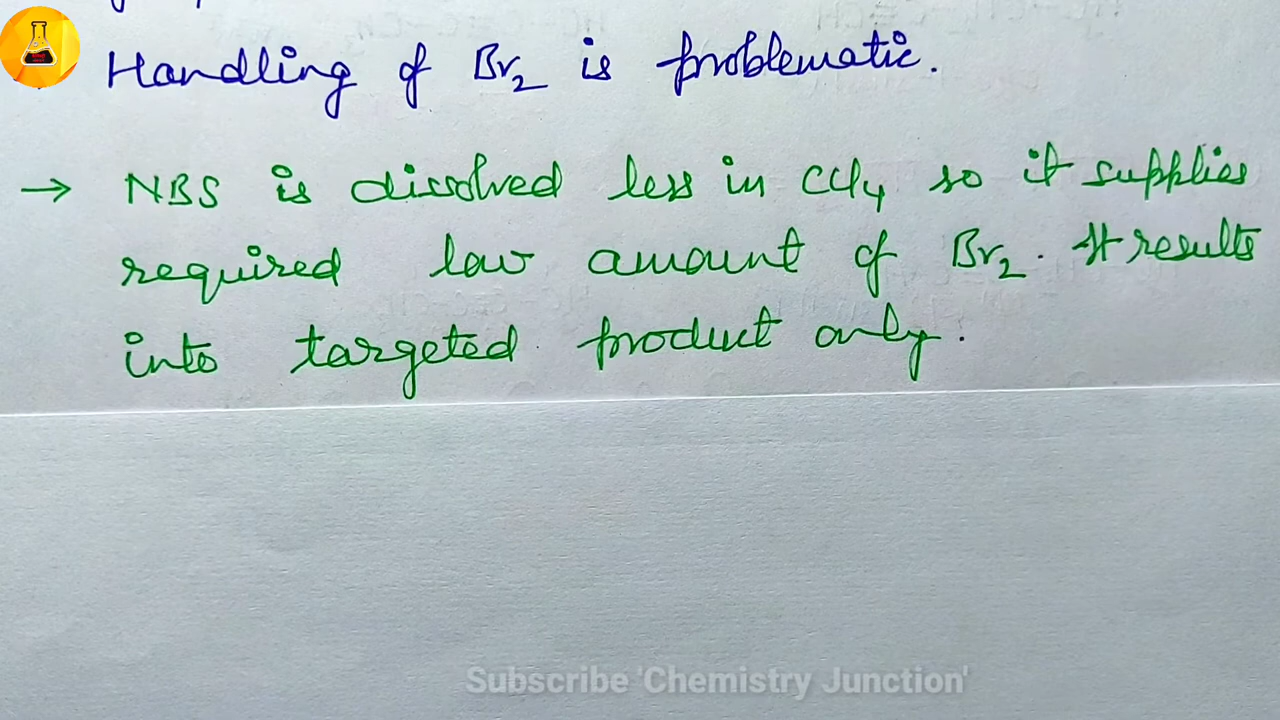 Handling of Br₂ is problematic.
→ NBS is dissolved less in CCl₄ so it supplies
required low amount of Br₂. It results
into targeted product only.
Subscribe 'Chemistry Junction'